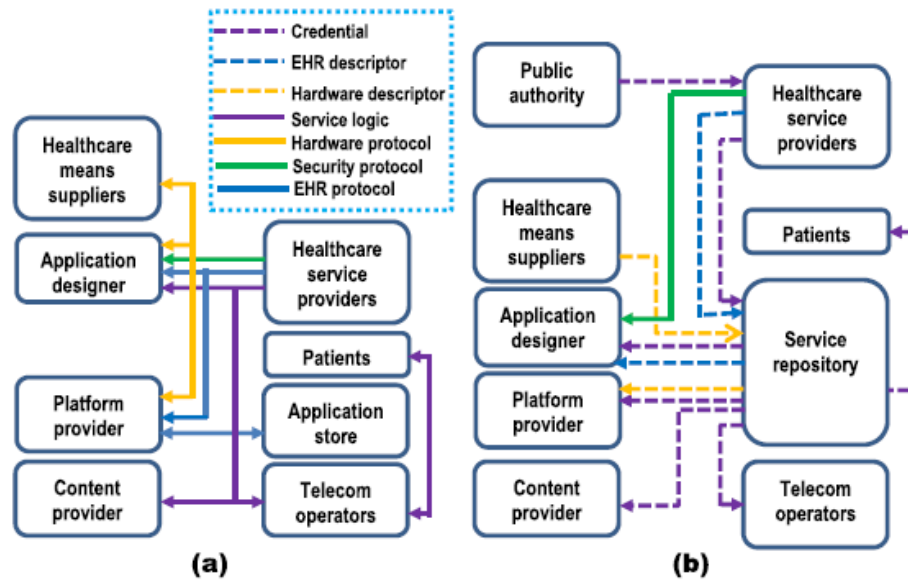 Credential
EHR descriptor
Hardware descriptor
Service logic
Hardware protocol
Security protocol
EHR protocol
Healthcare
means
suppliers
Application
designer
Healthcare
service
providers
Patients
Platform
provider
Application
store
Content
provider
Telecom
operators
(a)
Public
authority
Healthcare
service
providers
Healthcare
means
suppliers
Patients
Application
designer
Service
repository
Platform
provider
Content
provider
Telecom
operators
(b)